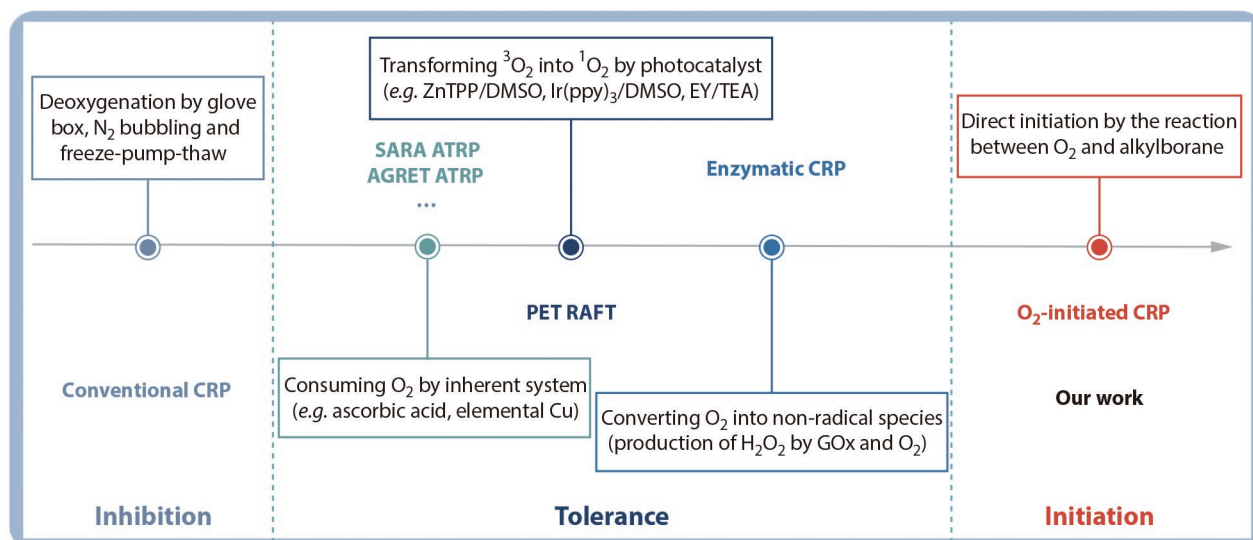 Deoxygenation by glove
box, N₂ bubbling and
freeze-pump-thaw
Conventional CRP
Inhibition
Transforming ³O₂ into ¹O₂ by photocatalyst
(e.g. ZnTPP/DMSO, Ir(ppy)₃/DMSO, EY/TEA)
SARA ATRP
AGRET ATRP
...
Enzymatic CRP
PET RAFT
Consuming O₂ by inherent system
(e.g. ascorbic acid, elemental Cu)
Converting O₂ into non-radical species
(production of H₂O₂ by GOx and O₂)
Tolerance
Direct initiation by the reaction
between O₂ and alkylborane
O₂-initiated CRP
Our work
Initiation